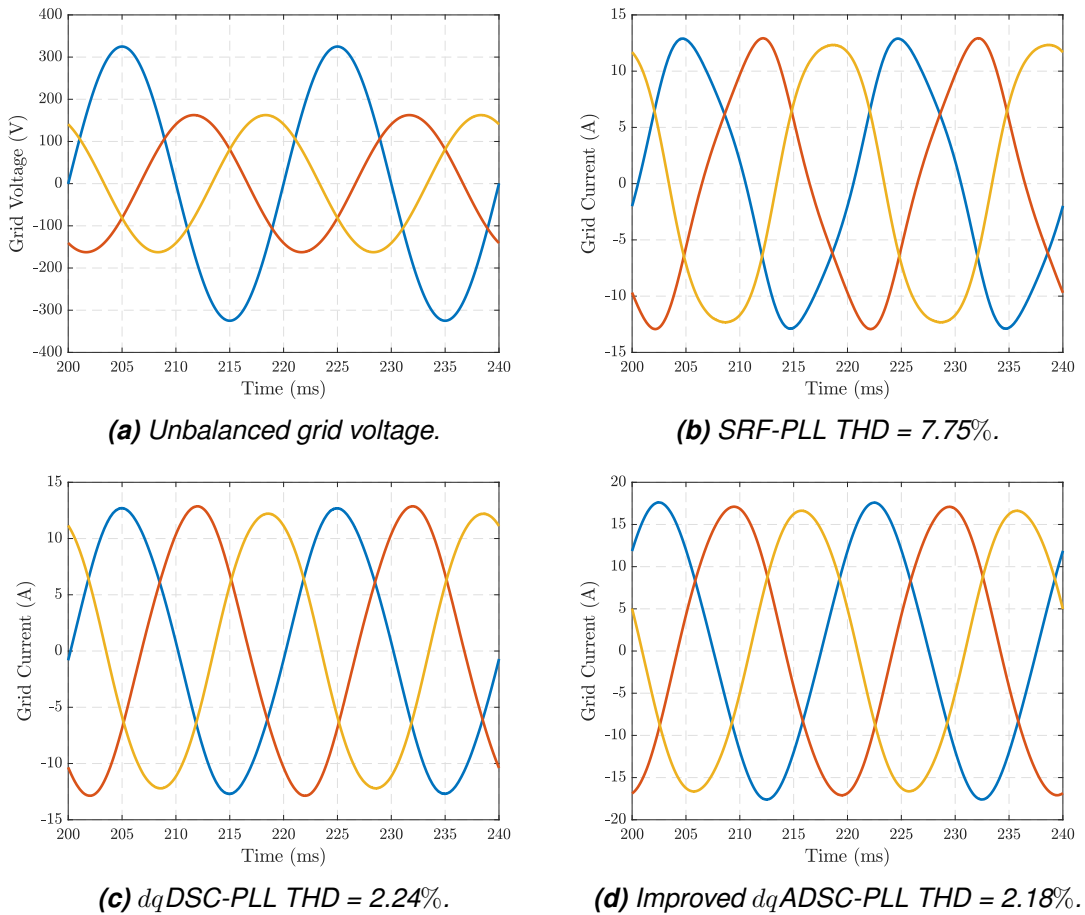 400
300
200
100
0
-100
-200
-300
-400
Grid Voltage (V)
200 205 210 215 220 225 230 235 240
Time (ms)
(a) Unbalanced grid voltage.
15
10
5
0
-5
-10
-15
Grid Current (A)
200 205 210 215 220 225 230 235 240
Time (ms)
(b) SRF-PLL THD = 7.75%.
15
10
5
0
-5
-10
-15
Grid Current (A)
200 205 210 215 220 225 230 235 240
Time (ms)
(c) dqDSC-PLL THD = 2.24%.
20
15
10
5
0
-5
-10
-15
-20
Grid Current (A)
200 205 210 215 220 225 230 235 240
Time (ms)
(d) Improved dqADSC-PLL THD = 2.18%.